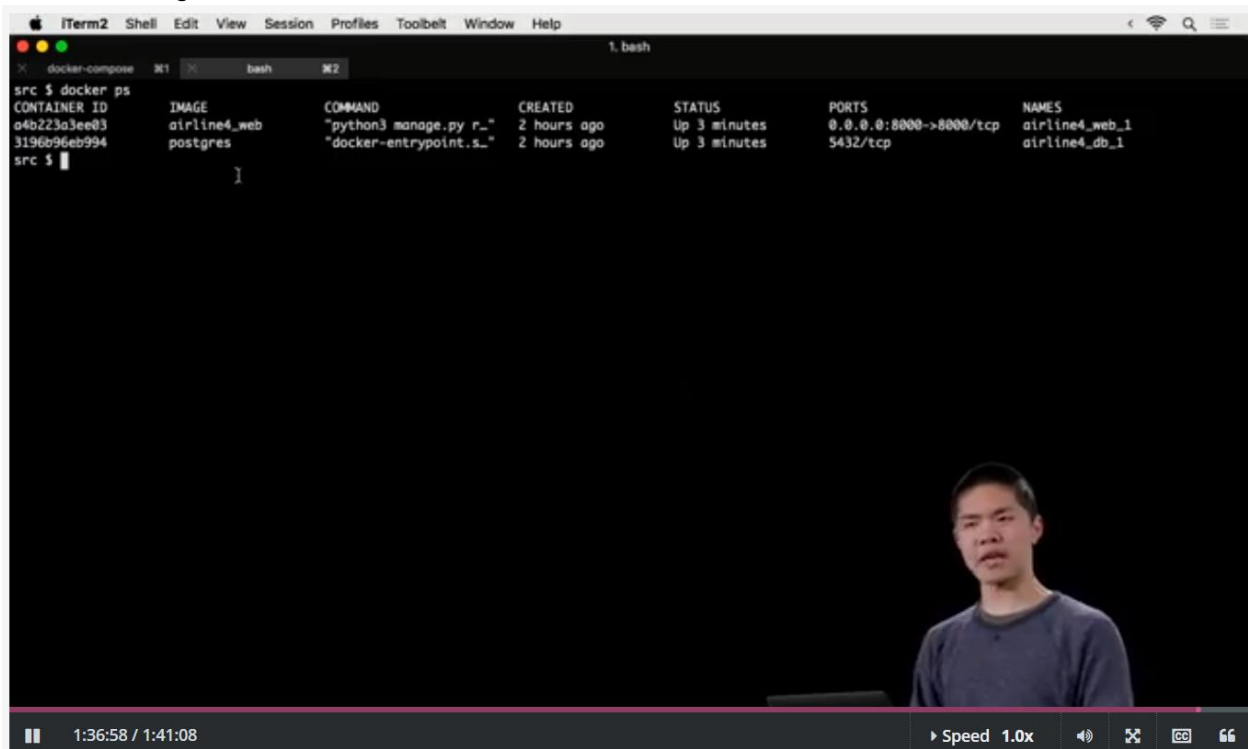 iTerm2 Shell Edit View Session Profiles Toolbelt Window Help
1. bash
docker-compose ⌘1 bash ⌘2
src $ docker ps
CONTAINER ID IMAGE COMMAND CREATED STATUS PORTS NAMES
a4b223a3ee03 airline4_web "python3 manage.py r…" 2 hours ago Up 3 minutes 0.0.0.0:8000->8000/tcp airline4_web_1
3196b96eb994 postgres "docker-entrypoint.s…" 2 hours ago Up 3 minutes 5432/tcp airline4_db_1
src $
1:36:58 / 1:41:08 Speed 1.0x CC